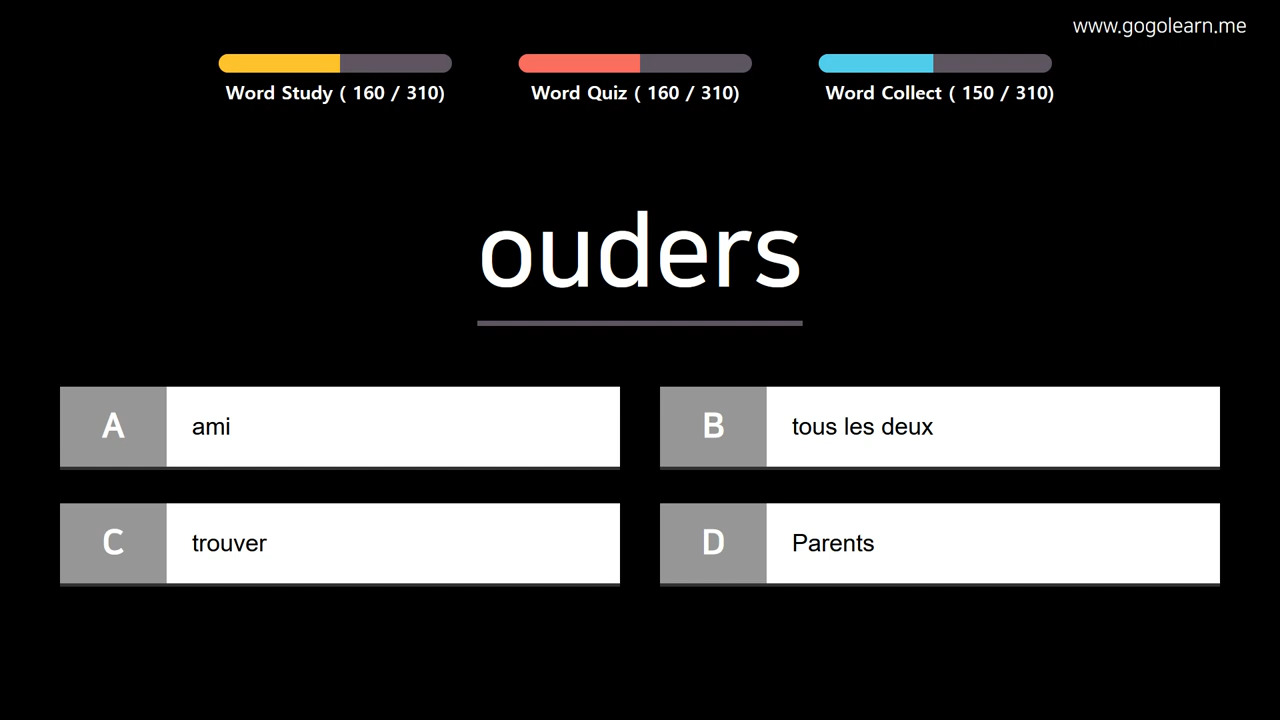 www.gogolearn.me
Word Study ( 160 / 310)
Word Quiz ( 160 / 310)
Word Collect ( 150 / 310)
ouders
A ami
B tous les deux
C trouver
D Parents